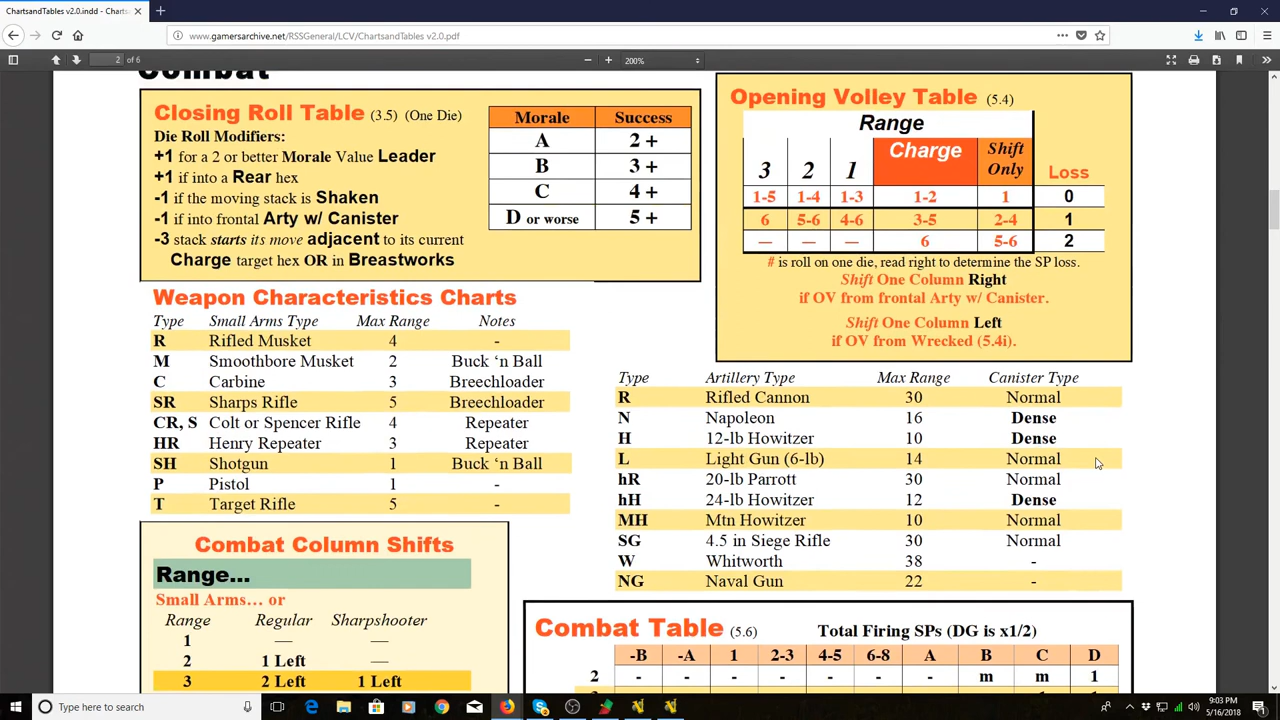 ChartsandTables v2.0.indd - Charts
www.gamersarchive.net/RSSGeneral/LCV/ChartsandTables v2.0.pdf
2 of 6
200%
Combat
Closing Roll Table (3.5) (One Die)
Die Roll Modifiers:
+1 for a 2 or better Morale Value Leader
+1 if into a Rear hex
-1 if the moving stack is Shaken
-1 if into frontal Arty w/ Canister
-3 stack starts its move adjacent to its current
Charge target hex OR in Breastworks
Morale Success
A 2 +
B 3 +
C 4 +
D or worse 5 +
Opening Volley Table (5.4)
Range
3 2 1 Charge Shift Only Loss
1-5 1-4 1-3 1-2 1 0
6 5-6 4-6 3-5 2-4 1
— — — 6 5-6 2
# is roll on one die, read right to determine the SP loss.
Shift One Column Right
if OV from frontal Arty w/ Canister.
Shift One Column Left
if OV from Wrecked (5.4i).
Weapon Characteristics Charts
Type Small Arms Type Max Range Notes
R Rifled Musket 4 -
M Smoothbore Musket 2 Buck ‘n Ball
C Carbine 3 Breechloader
SR Sharps Rifle 5 Breechloader
CR, S Colt or Spencer Rifle 4 Repeater
HR Henry Repeater 3 Repeater
SH Shotgun 1 Buck ‘n Ball
P Pistol 1 -
T Target Rifle 5 -
Type Artillery Type Max Range Canister Type
R Rifled Cannon 30 Normal
N Napoleon 16 Dense
H 12-lb Howitzer 10 Dense
L Light Gun (6-lb) 14 Normal
hR 20-lb Parrott 30 Normal
hH 24-lb Howitzer 12 Dense
MH Mtn Howitzer 10 Normal
SG 4.5 in Siege Rifle 30 Normal
W Whitworth 38 -
NG Naval Gun 22 -
Combat Column Shifts
Range...
Small Arms... or
Range Regular Sharpshooter
1 — —
2 1 Left —
3 2 Left 1 Left
Combat Table (5.6) Total Firing SPs (DG is x1/2)
-B -A 1 2-3 4-5 6-8 A B C D
2 - - - - - - - m m 1
Type here to search
9:03 PM
5/16/2018